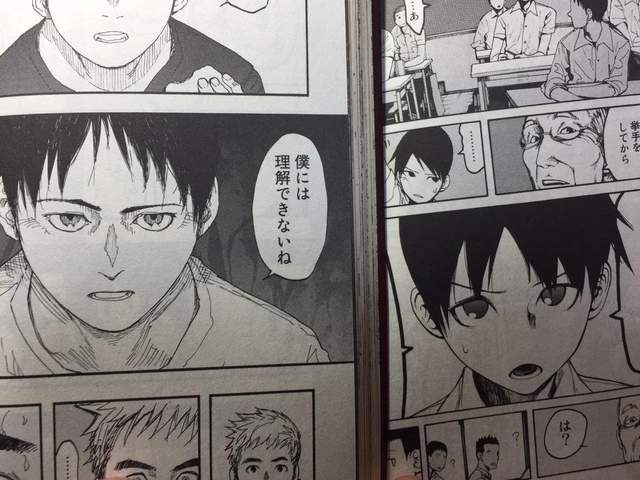 僕には
理解できないね
………
……あ
挙手を
してから
………
は？
？
？